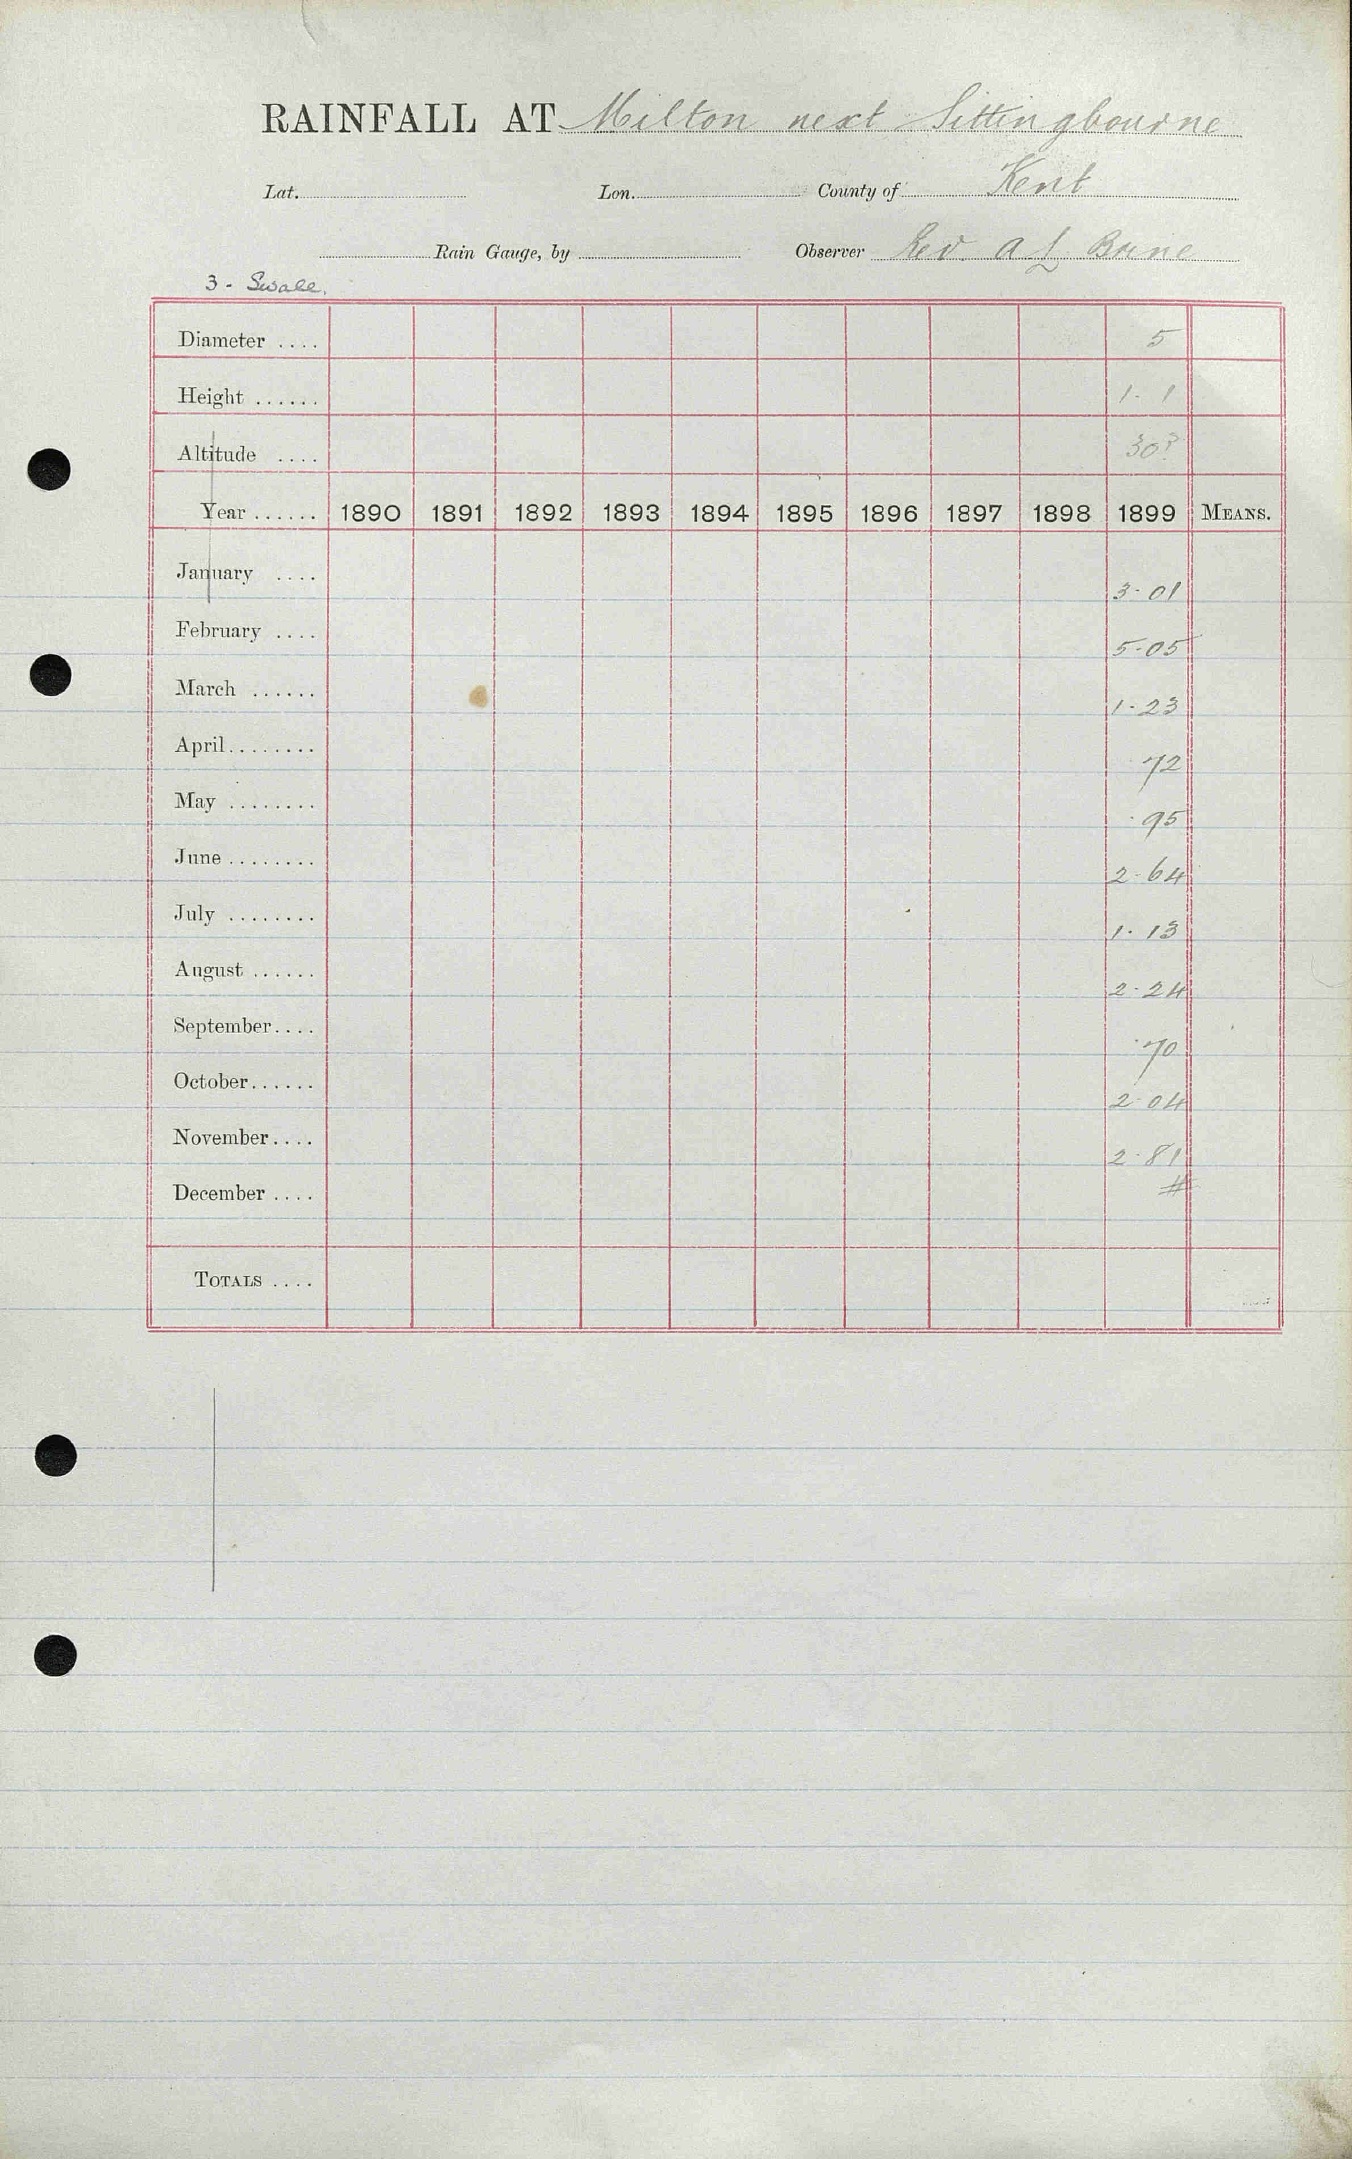 RAINFALL AT Milton next Sittingbourne
Lat. Lon. County of Kent
Rain Gauge, by Observer Rev. A L
3 - Swale.
Diameter .... 5
Height ...... 1 - 1
Altitude .... 30?
Year ...... 1890 1891 1892 1893 1894 1895 1896 1897 1898 1899 MEANS.
January .... 3 - 01
February .... 5 - 05
March ...... 1 - 23
April ........ 72
May ........ · 95
June ........ 2 - 64
July ........ 1 - 13
August ...... 2 - 24
September .... · 70
October ...... 2 - 04
November .... 2 - 81
December .... #
TOTALS ....